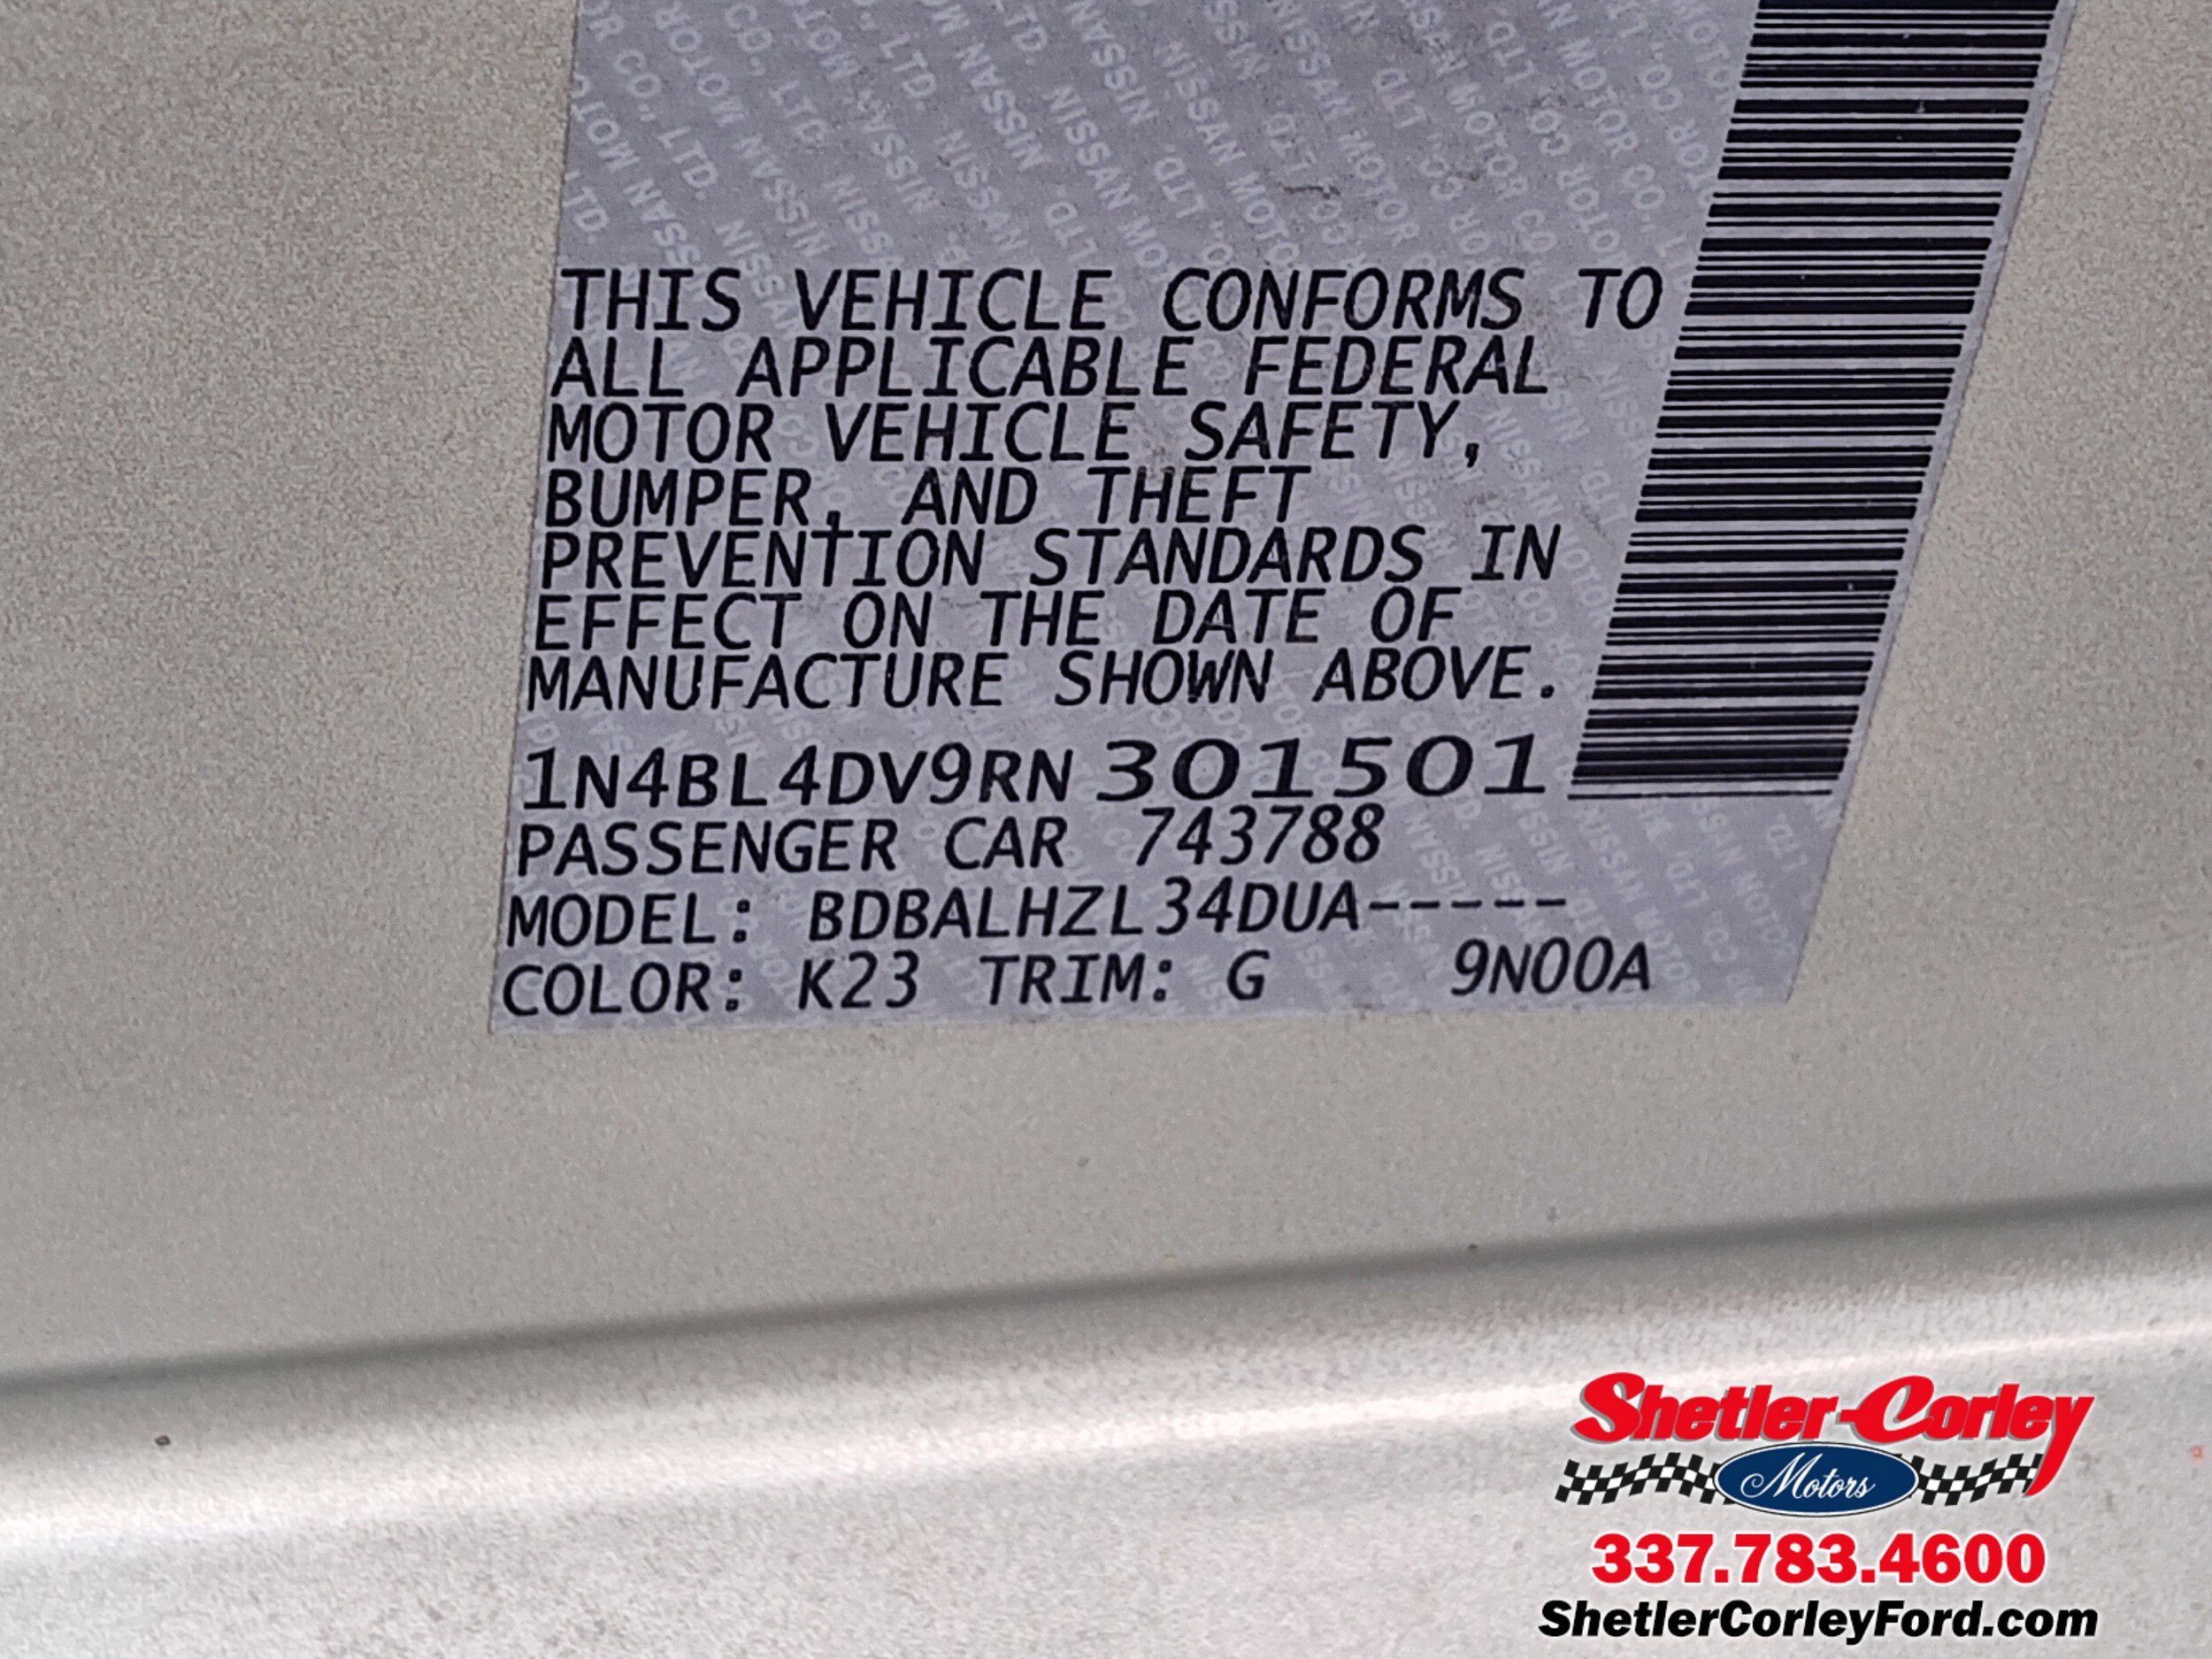 THIS VEHICLE CONFORMS TO
ALL APPLICABLE FEDERAL
MOTOR VEHICLE SAFETY,
BUMPER, AND THEFT
PREVENTION STANDARDS IN
EFFECT ON THE DATE OF
MANUFACTURE SHOWN ABOVE.
1N4BL4DV9RN 301501
PASSENGER CAR 743788
MODEL: BDBALHZL34DUA-----
COLOR: K23 TRIM: G 9N00A
Shetler-Corley
Motors
337.783.4600
ShetlerCorleyFord.com